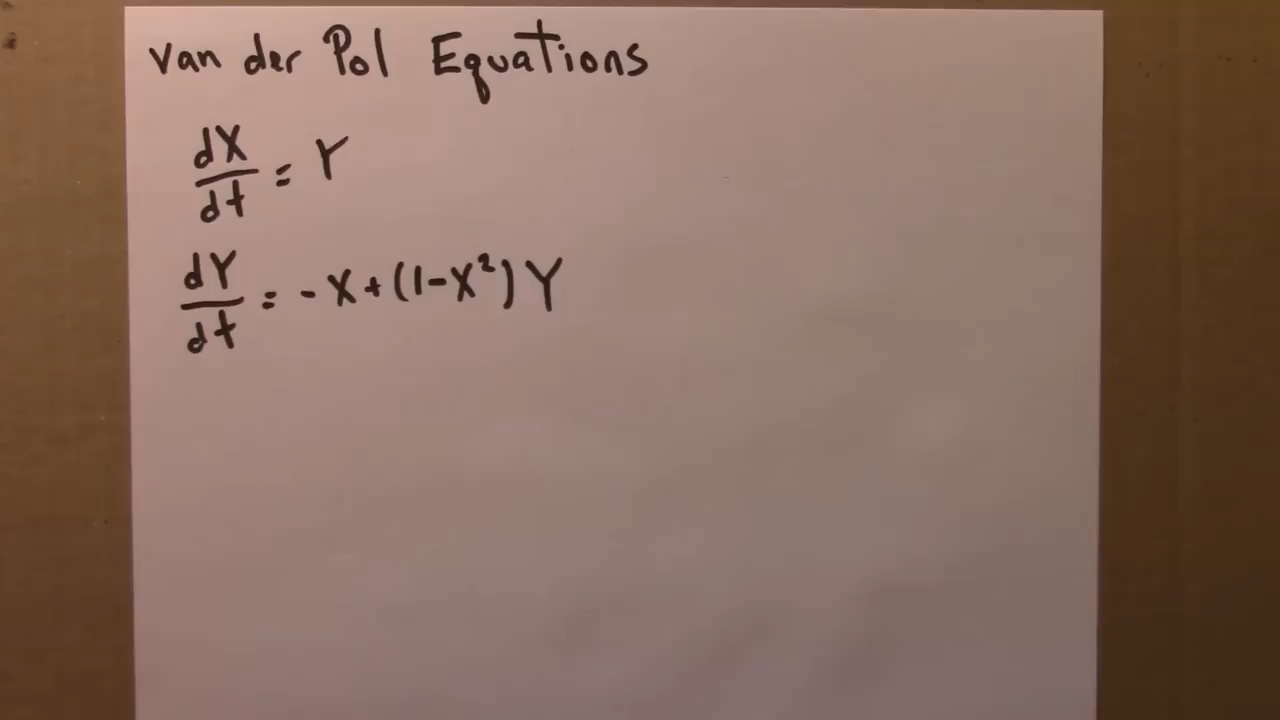 van der Pol Equations
dX/dt = Y
dY/dt = -X+(1-X²)Y